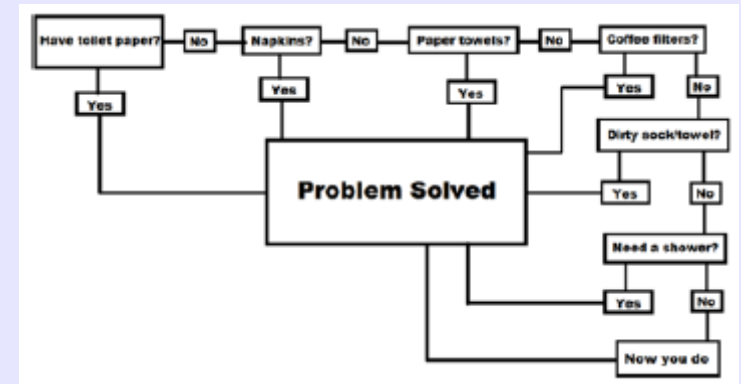 Have toilet paper? No Napkins? No Paper towels? No Coffee filters?
Yes Yes Yes Yes No
Dirty sock/towel?
Problem Solved
Yes No
Need a shower?
Yes No
Now you do